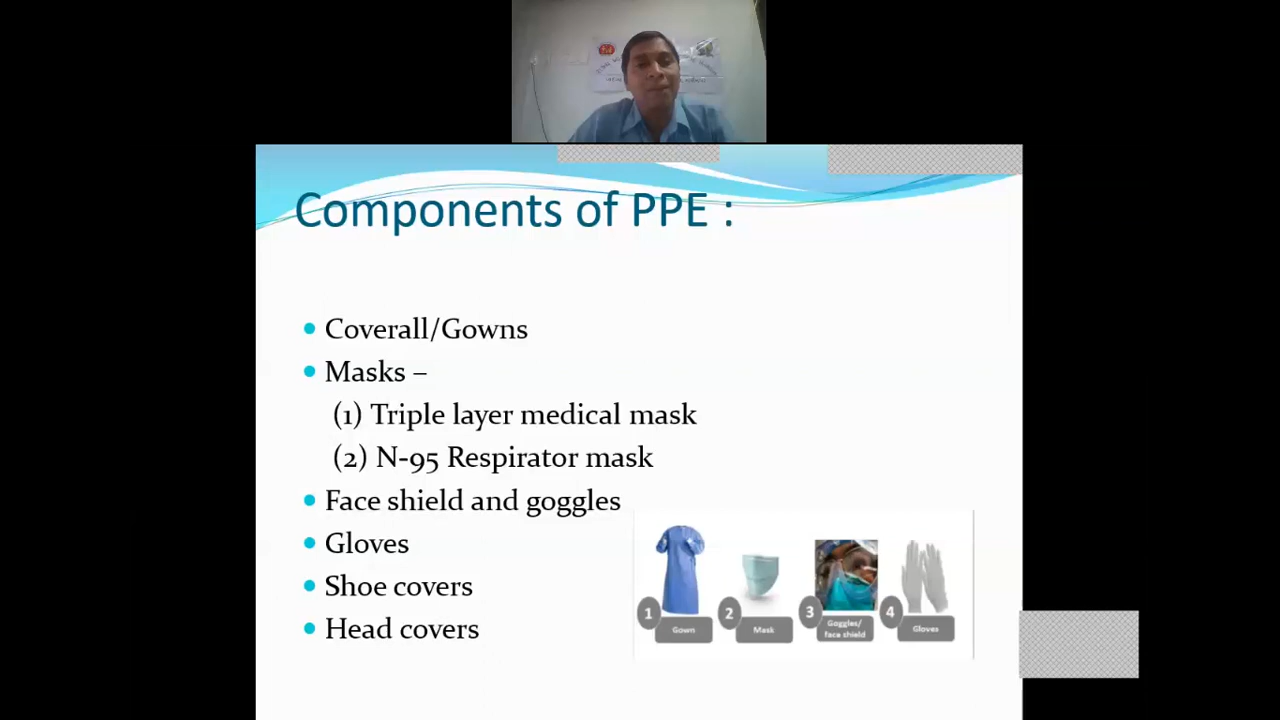 Components of PPE :
Coverall/Gowns
Masks –
(1) Triple layer medical mask
(2) N-95 Respirator mask
Face shield and goggles
Gloves
Shoe covers
Head covers
1 2 3 4
Gown Mask Goggles/ face shield Gloves